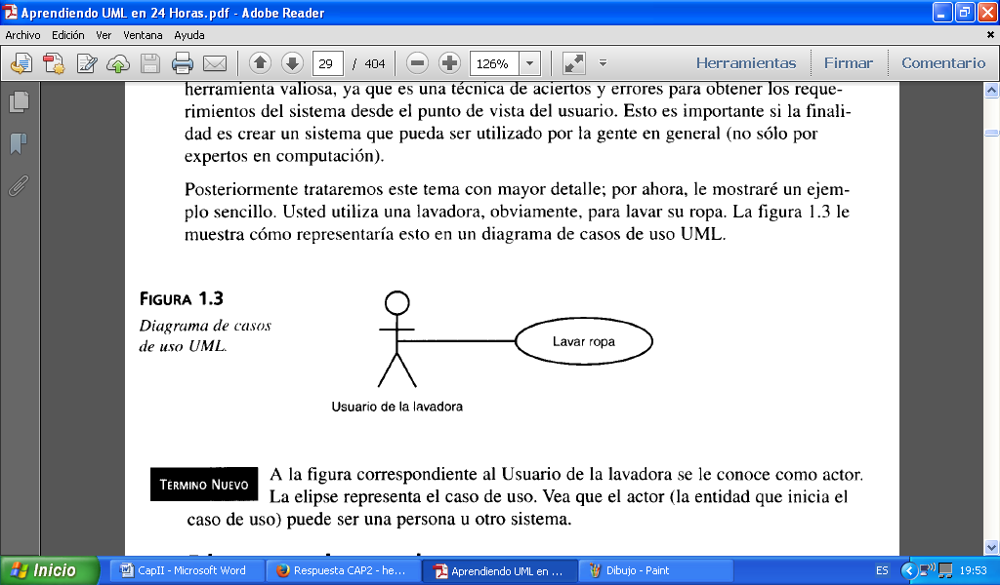 Aprendiendo UML en 24 Horas.pdf - Adobe Reader
Archivo Edición Ver Ventana Ayuda
29 / 404 126% Herramientas Firmar Comentario
herramienta valiosa, ya que es una técnica de aciertos y errores para obtener los reque-
rimientos del sistema desde el punto de vista del usuario. Esto es importante si la finali-
dad es crear un sistema que pueda ser utilizado por la gente en general (no sólo por
expertos en computación).
Posteriormente trataremos este tema con mayor detalle; por ahora, le mostraré un ejem-
plo sencillo. Usted utiliza una lavadora, obviamente, para lavar su ropa. La figura 1.3 le
muestra cómo representaría esto en un diagrama de casos de uso UML.
FIGURA 1.3
Diagrama de casos
de uso UML.
Lavar ropa
Usuario de la lavadora
TERMINO NUEVO
A la figura correspondiente al Usuario de la lavadora se le conoce como actor.
La elipse representa el caso de uso. Vea que el actor (la entidad que inicia el
caso de uso) puede ser una persona u otro sistema.
Inicio CapII - Microsoft Word Respuesta CAP2 - he... Aprendiendo UML en ... Dibujo - Paint ES 19:53